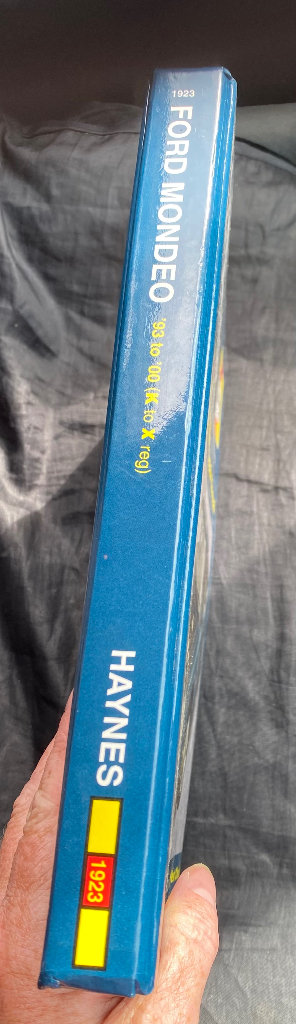 1923
FORD MONDEO '93 to '00 (K to X reg)
HAYNES
1923